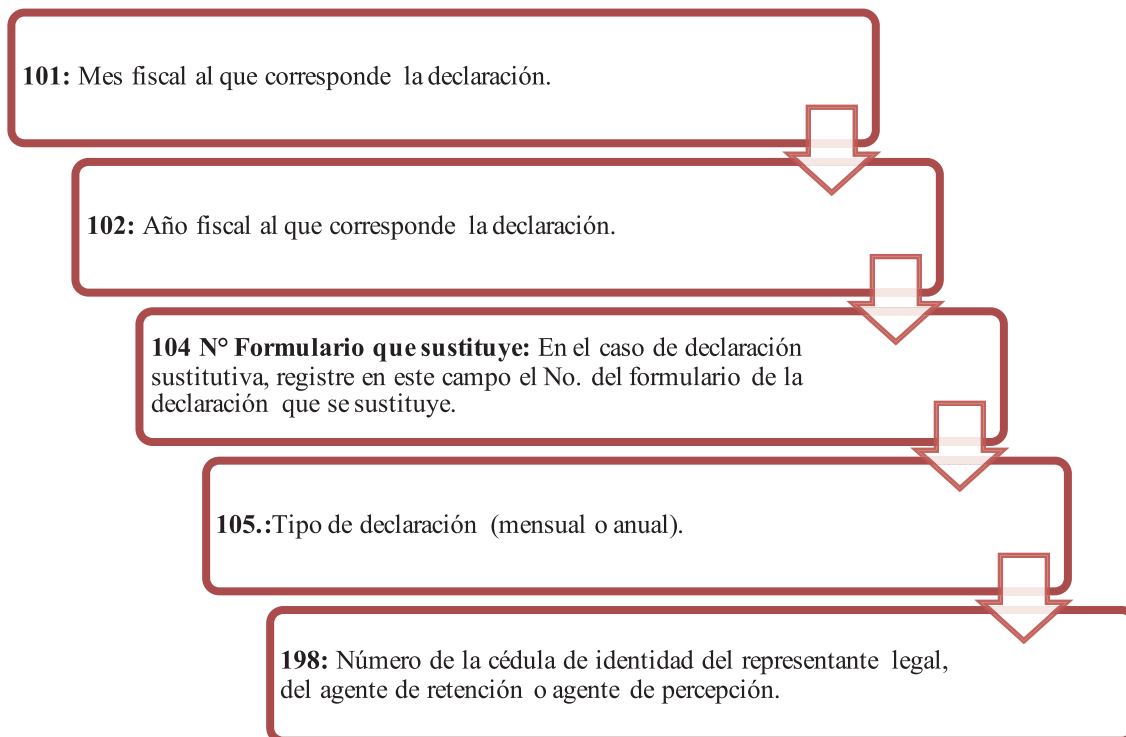 101: Mes fiscal al que corresponde la declaración.
102: Año fiscal al que corresponde la declaración.
104 N° Formulario que sustituye: En el caso de declaración
sustitutiva, registre en este campo el No. del formulario de la
declaración que se sustituye.
105.:Tipo de declaración (mensual o anual).
198: Número de la cédula de identidad del representante legal,
del agente de retención o agente de percepción.